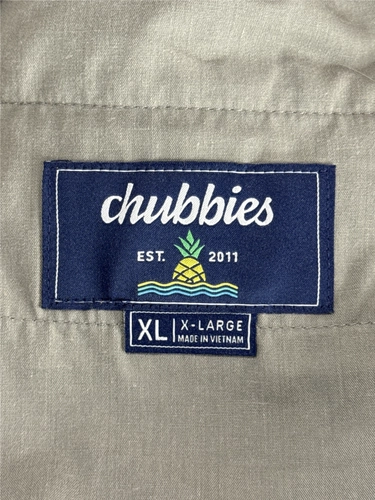 chubbies
EST. 2011
XL X-LARGE
MADE IN VIETNAM